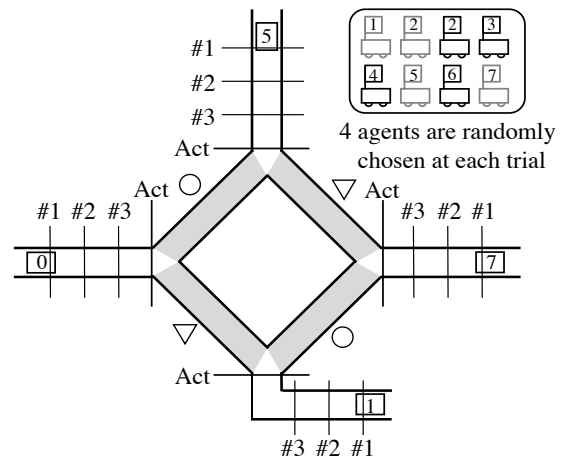 5
#1
#2
#3
Act
1 2 2 3
4 5 6 7
4 agents are randomly
chosen at each trial
Act
#1 #2 #3
0
Act
#3 #2 #1
7
Act
1
#3 #2 #1